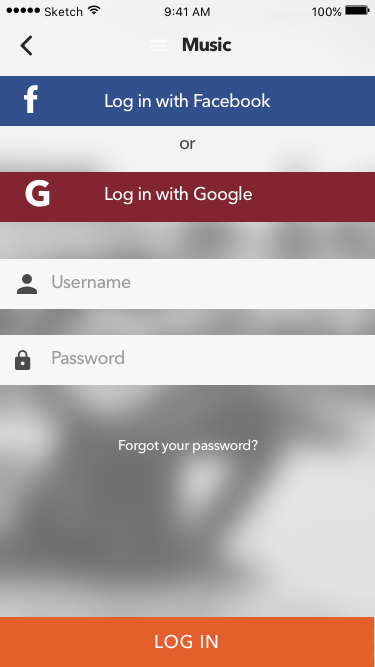 Sketch 9:41 AM 100%
Music
f Log in with Facebook
or
G Log in with Google
Username
Password
Forgot your password?
LOG IN